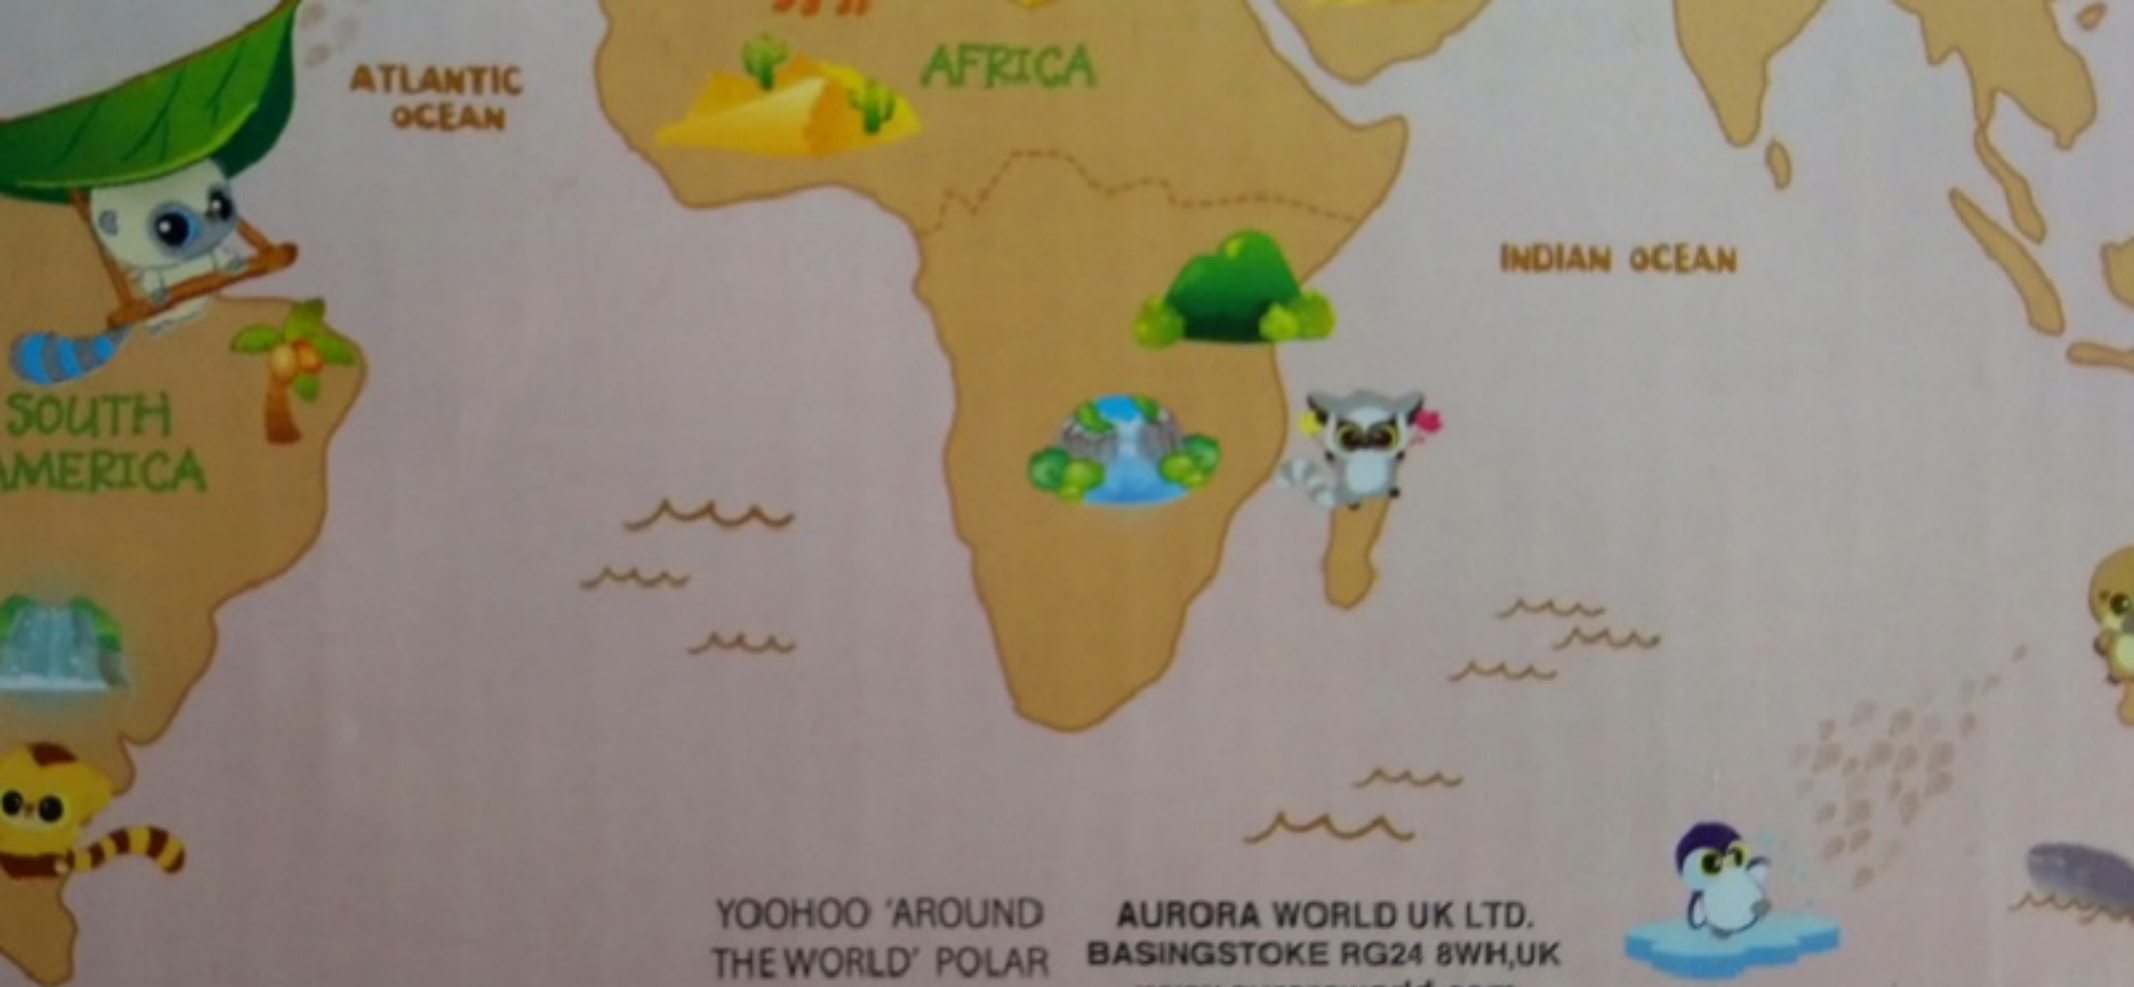 ATLANTIC
OCEAN
AFRICA
INDIAN OCEAN
SOUTH
AMERICA
YOOHOO 'AROUND
THE WORLD' POLAR
AURORA WORLD UK LTD.
BASINGSTOKE RG24 8WH,UK